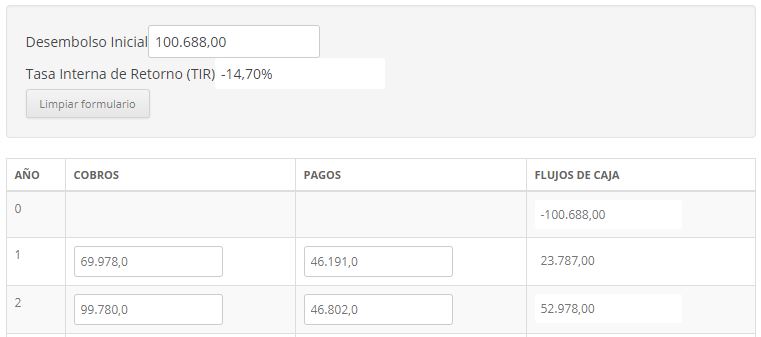 Desembolso Inicial 100.688,00
Tasa Interna de Retorno (TIR) -14,70%
Limpiar formulario
AÑO COBROS PAGOS FLUJOS DE CAJA
0 -100.688,00
1 69.978,0 46.191,0 23.787,00
2 99.780,0 46.802,0 52.978,00